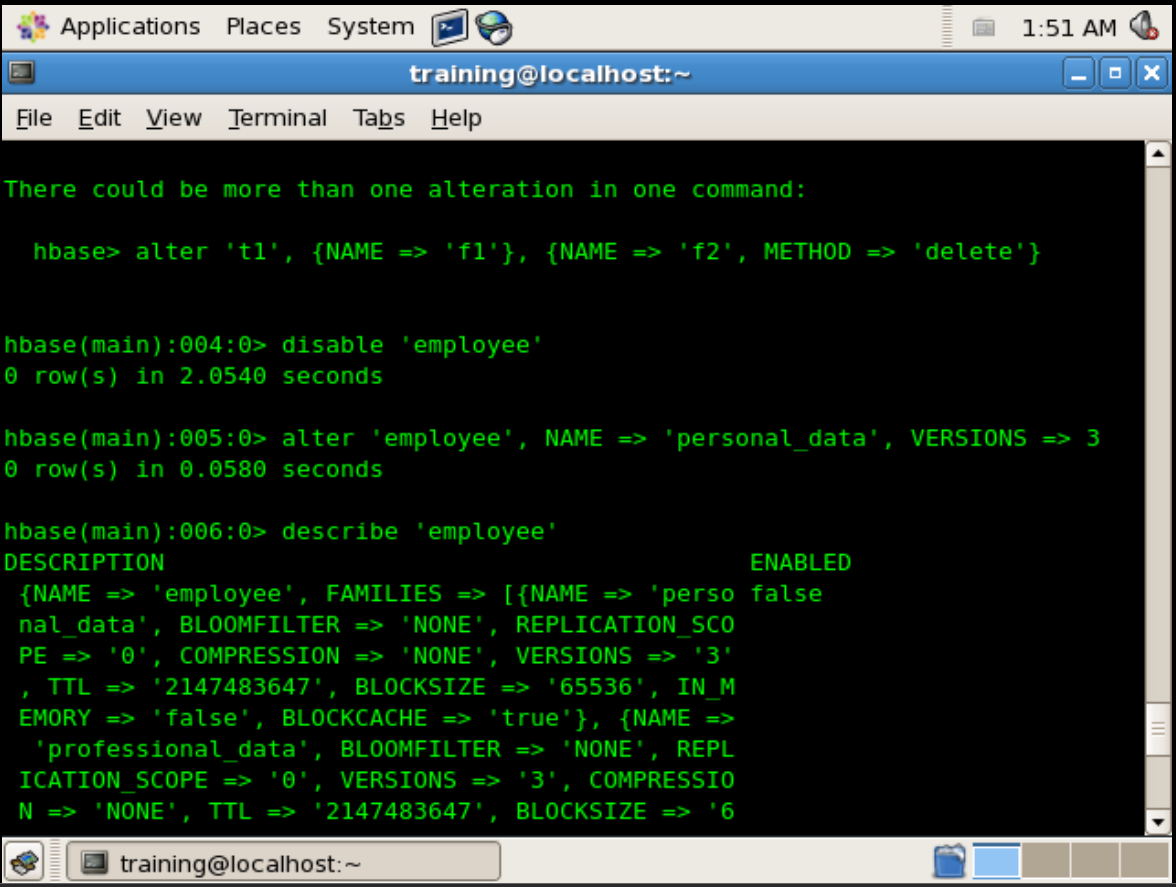 Applications Places System 1:51 AM
training@localhost:~
File Edit View Terminal Tabs Help
There could be more than one alteration in one command:
hbase> alter 't1', {NAME => 'f1'}, {NAME => 'f2', METHOD => 'delete'}
hbase(main):004:0> disable 'employee'
0 row(s) in 2.0540 seconds
hbase(main):005:0> alter 'employee', NAME => 'personal_data', VERSIONS => 3
0 row(s) in 0.0580 seconds
hbase(main):006:0> describe 'employee'
DESCRIPTION ENABLED
{NAME => 'employee', FAMILIES => [{NAME => 'perso false
nal_data', BLOOMFILTER => 'NONE', REPLICATION_SCO
PE => '0', COMPRESSION => 'NONE', VERSIONS => '3'
, TTL => '2147483647', BLOCKSIZE => '65536', IN_M
EMORY => 'false', BLOCKCACHE => 'true'}, {NAME =>
'professional_data', BLOOMFILTER => 'NONE', REPL
ICATION_SCOPE => '0', VERSIONS => '3', COMPRESSIO
N => 'NONE', TTL => '2147483647', BLOCKSIZE => '6
training@localhost:~